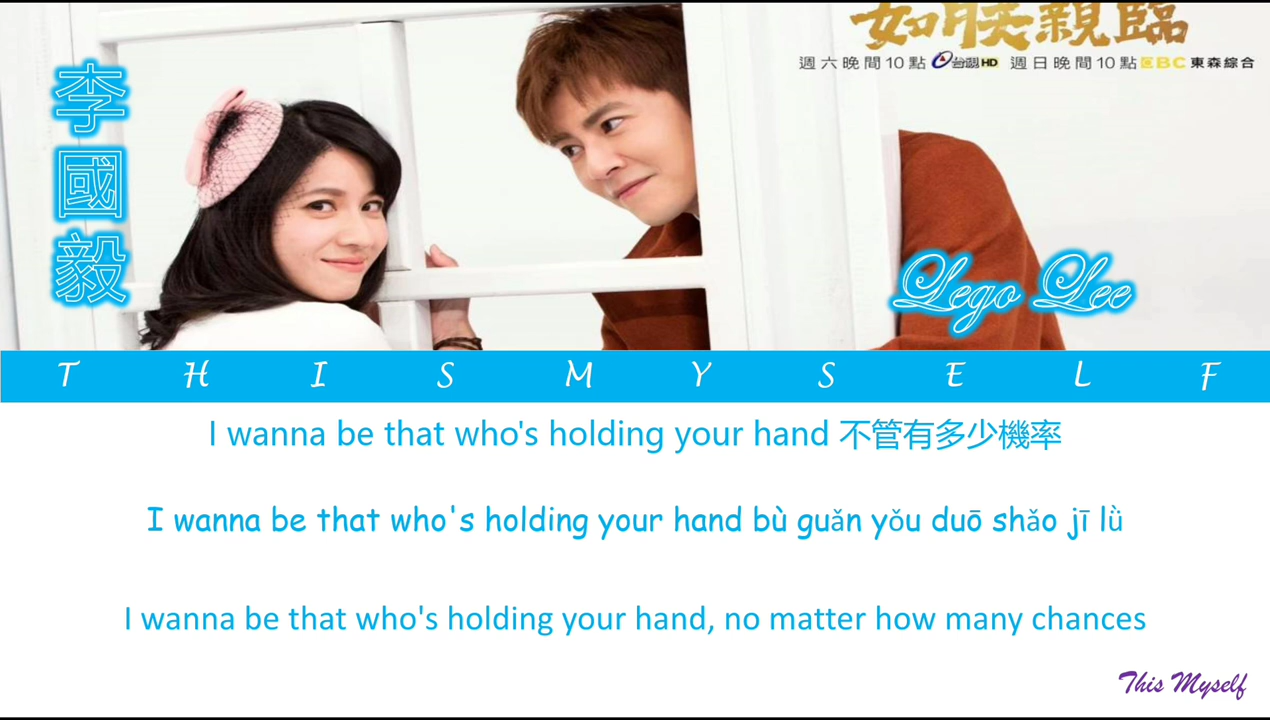 如朕親臨
週六晚間10點 台視HD 週日晚間10點 EBC 東森綜合
李國毅
Lego Lee
T H I S M Y S E L F
I wanna be that who's holding your hand 不管有多少機率
I wanna be that who's holding your hand bù guǎn yǒu duō shǎo jī lǜ
I wanna be that who's holding your hand, no matter how many chances
This Myself